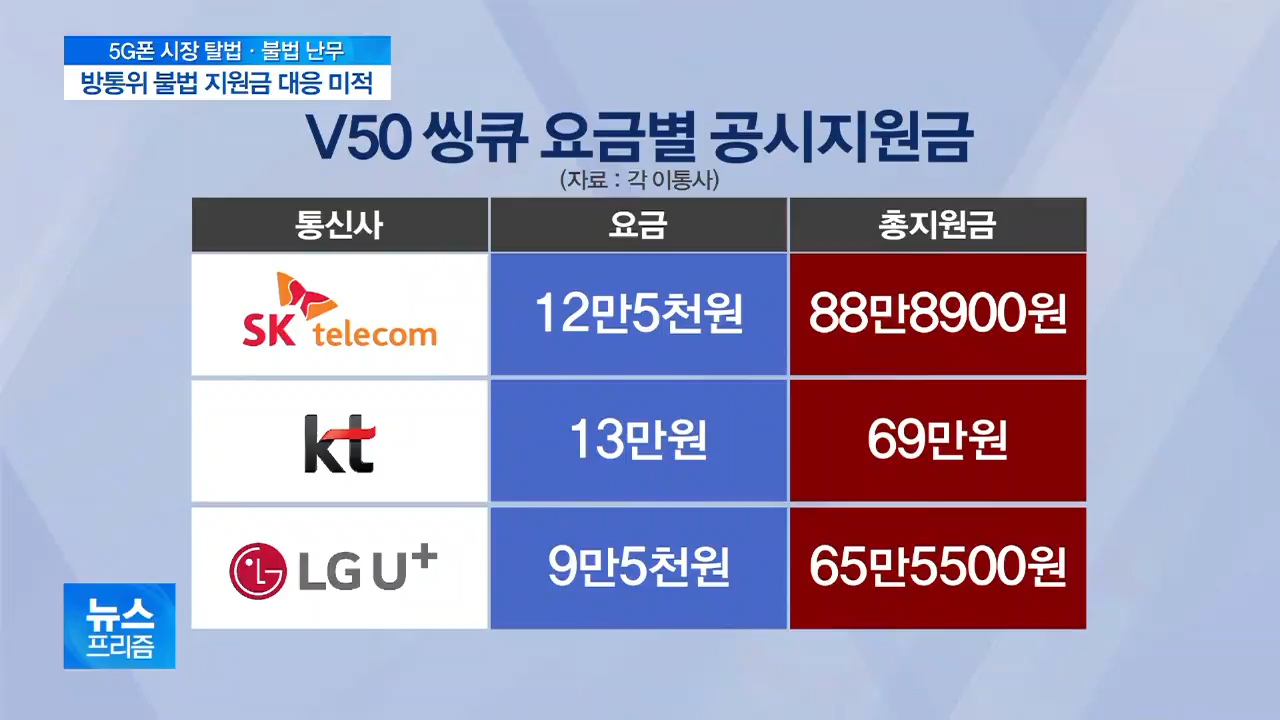 5G폰 시장 탈법·불법 난무
방통위 불법 지원금 대응 미적
V50 씽큐 요금별 공시지원금
(자료 : 각 이통사)
통신사 요금 총지원금
SK telecom 12만5천원 88만8900원
kt 13만원 69만원
LG U+ 9만5천원 65만5500원
뉴스
프리즘